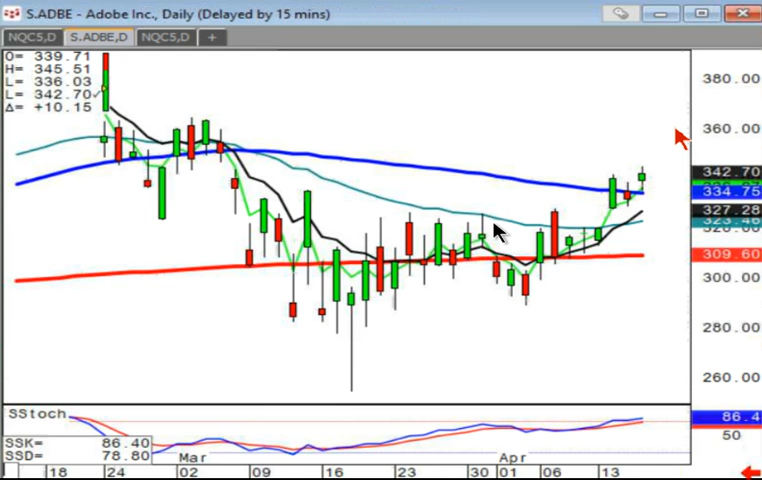 S.ADBE - Adobe Inc., Daily (Delayed by 15 mins)
NQC5,D S.ADBE,D NQC5,D +
O= 339.71
H= 345.51
L= 336.03
L= 342.70
Δ= +10.15
380.00
360.00
342.70
334.75
327.28
320.00
309.60
300.00
280.00
260.00
SStoch
86.4
50
SSK= 86.40
SSD= 78.80
Mar Apr
18 24 02 09 16 23 30 01 06 13